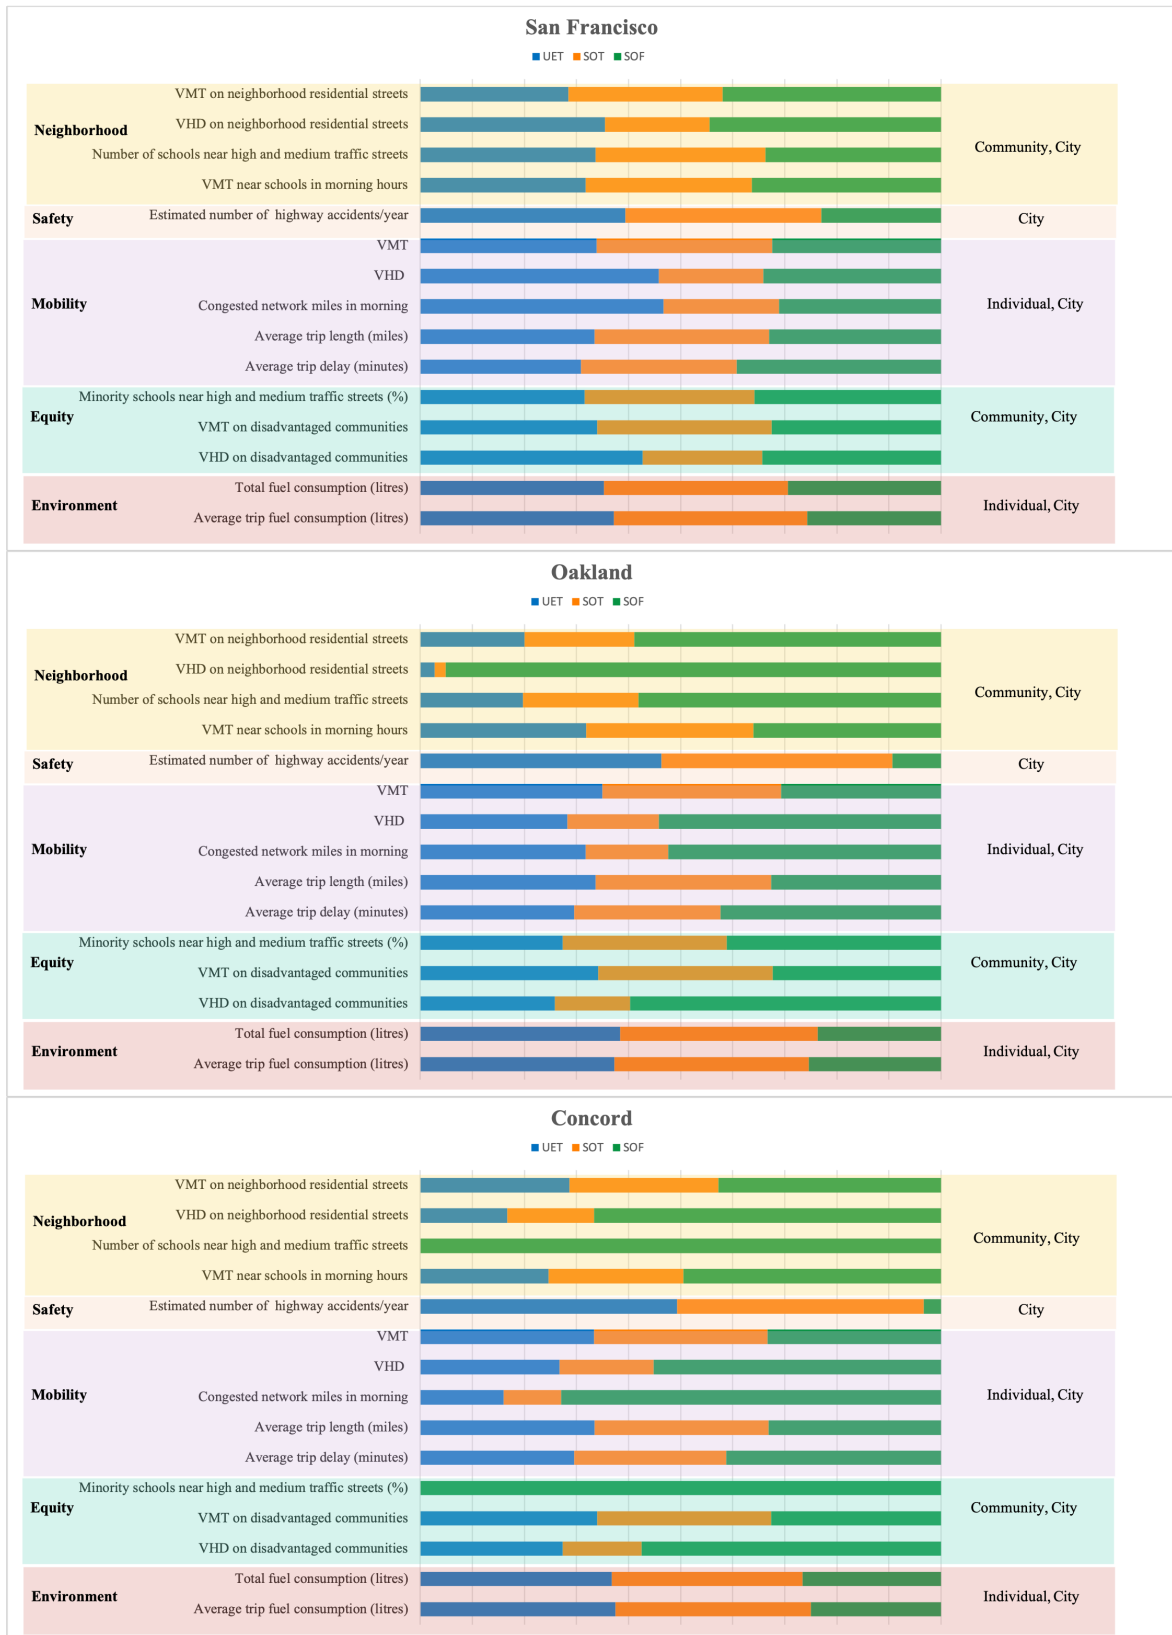 San Francisco
UET SOT SOF
VMT on neighborhood residential streets
VHD on neighborhood residential streets
Neighborhood
Number of schools near high and medium traffic streets
Community, City
VMT near schools in morning hours
Safety
Estimated number of highway accidents/year
City
VMT
VHD
Mobility
Congested network miles in morning
Individual, City
Average trip length (miles)
Average trip delay (minutes)
Minority schools near high and medium traffic streets (%)
Equity
Community, City
VMT on disadvantaged communities
VHD on disadvantaged communities
Total fuel consumption (litres)
Environment
Individual, City
Average trip fuel consumption (litres)
Oakland
UET SOT SOF
VMT on neighborhood residential streets
VHD on neighborhood residential streets
Neighborhood
Number of schools near high and medium traffic streets
Community, City
VMT near schools in morning hours
Safety
Estimated number of highway accidents/year
City
VMT
VHD
Mobility
Congested network miles in morning
Individual, City
Average trip length (miles)
Average trip delay (minutes)
Minority schools near high and medium traffic streets (%)
Equity
Community, City
VMT on disadvantaged communities
VHD on disadvantaged communities
Total fuel consumption (litres)
Environment
Individual, City
Average trip fuel consumption (litres)
Concord
UET SOT SOF
VMT on neighborhood residential streets
VHD on neighborhood residential streets
Neighborhood
Number of schools near high and medium traffic streets
Community, City
VMT near schools in morning hours
Safety
Estimated number of highway accidents/year
City
VMT
VHD
Mobility
Congested network miles in morning
Individual, City
Average trip length (miles)
Average trip delay (minutes)
Minority schools near high and medium traffic streets (%)
Equity
Community, City
VMT on disadvantaged communities
VHD on disadvantaged communities
Total fuel consumption (litres)
Environment
Individual, City
Average trip fuel consumption (litres)